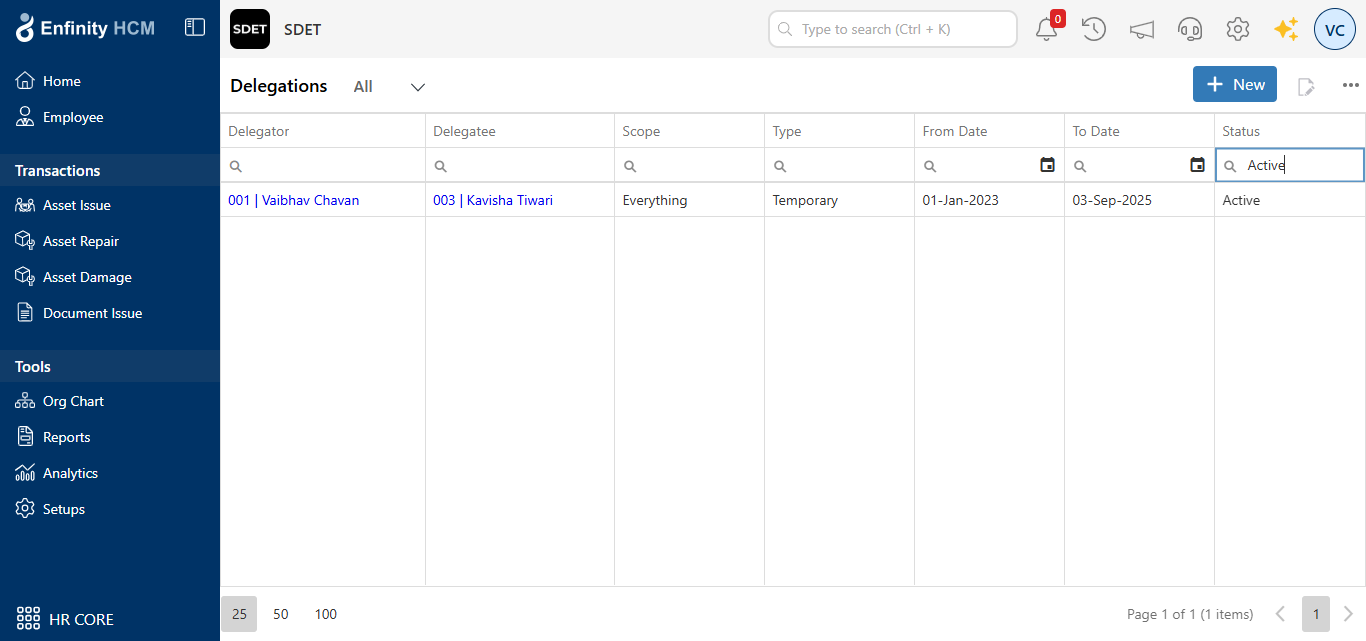 Enfinity HCM
SDET
SDET
Type to search (Ctrl + K)
0
VC
Home
Employee
Transactions
Asset Issue
Asset Repair
Asset Damage
Document Issue
Tools
Org Chart
Reports
Analytics
Setups
HR CORE
Delegations
All
New
Delegator
Delegatee
Scope
Type
From Date
To Date
Status
Active
001 | Vaibhav Chavan
003 | Kavisha Tiwari
Everything
Temporary
01-Jan-2023
03-Sep-2025
Active
25
50
100
Page 1 of 1 (1 items)
1